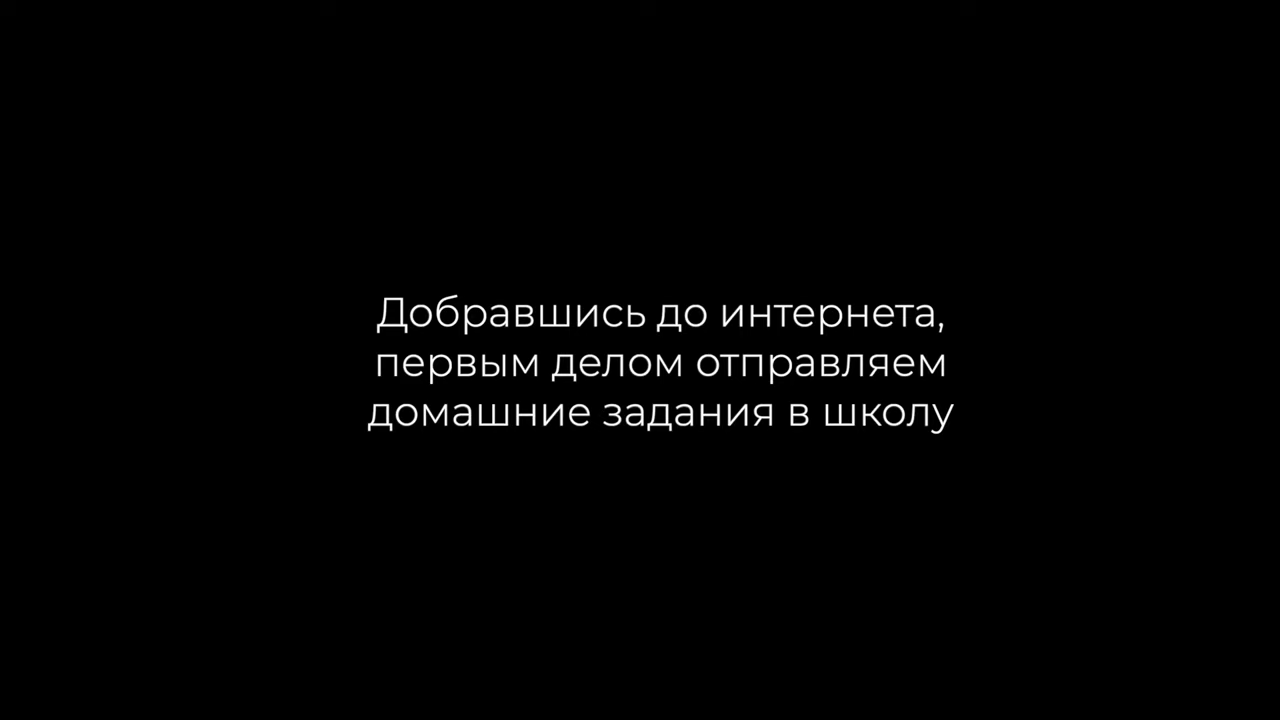 Добравшись до интернета,
первым делом отправляем
домашние задания в школу